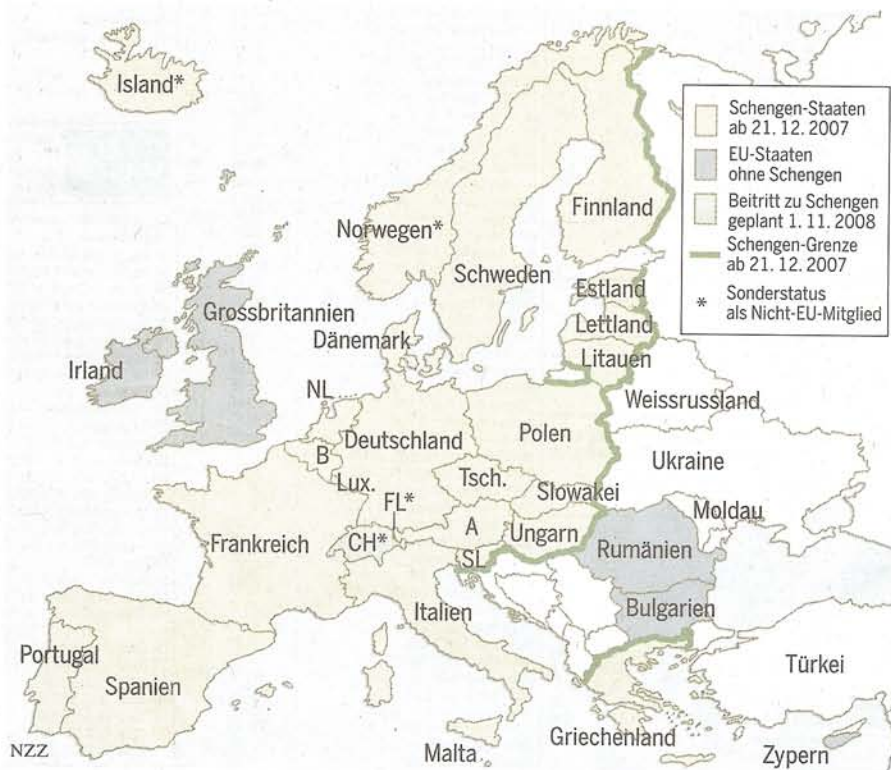 Island*
Schengen-Staaten
ab 21. 12. 2007
EU-Staaten
ohne Schengen
Beitritt zu Schengen
geplant 1. 11. 2008
Schengen-Grenze
ab 21. 12. 2007
* Sonderstatus
als Nicht-EU-Mitglied
Finnland
Norwegen*
Schweden
Estland
Grossbritannien
Lettland
Dänemark
Litauen
Irland
NL
Weissrussland
Deutschland
Polen
B
Ukraine
Tsch.
Lux.
Slowakei
FL*
Moldau
A
Ungarn
Frankreich
CH*
Rumänien
SL
Bulgarien
Italien
Portugal
Türkei
Spanien
Griechenland
NZZ
Malta
Zypern